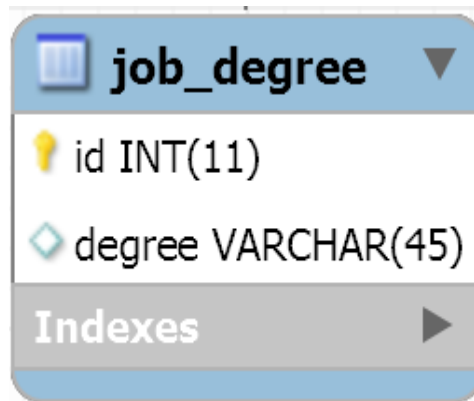 job_degree
id INT(11)
degree VARCHAR(45)
Indexes